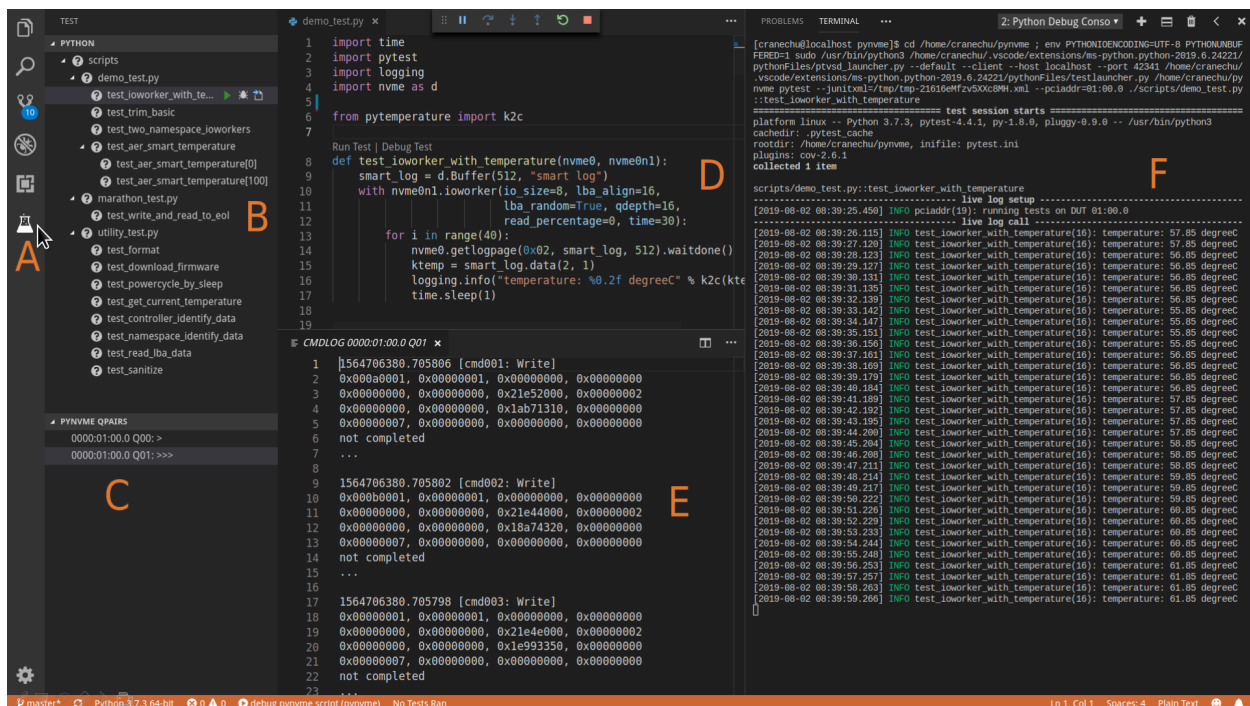 TEST
PYTHON
scripts
demo_test.py
test_ioworker_with_te...
test_trim_basic
test_two_namespace_ioworkers
test_aer_smart_temperature
test_aer_smart_temperature[0]
test_aer_smart_temperature[100]
marathon_test.py
test_write_and_read_to_eol
utility_test.py
test_format
test_download_firmware
test_powercycle_by_sleep
test_get_current_temperature
test_controller_identify_data
test_namespace_identify_data
test_read_lba_data
test_sanitize
10
A
B
PYNVME QPAIRS
0000:01:00.0 Q00: >
0000:01:00.0 Q01: >>>
C
demo_test.py ×
1 import time
2 import pytest
3 import logging
4 import nvme as d
5
6 from pytemperature import k2c
7
Run Test | Debug Test
8 def test_ioworker_with_temperature(nvme0, nvme0n1):
9 smart_log = d.Buffer(512, "smart log")
10 with nvme0n1.ioworker(io_size=8, lba_align=16,
11 lba_random=True, qdepth=16,
12 read_percentage=0, time=30):
13 for i in range(40):
14 nvme0.getlogpage(0x02, smart_log, 512).waitdone()
15 ktemp = smart_log.data(2, 1)
16 logging.info("temperature: %0.2f degreeC" % k2c(kte
17 time.sleep(1)
18
19
D
CMDLOG 0000:01:00.0 Q01 ×
1 1564706380.705806 [cmd001: Write]
2 0x000a0001, 0x00000001, 0x00000000, 0x00000000
3 0x00000000, 0x00000000, 0x21e52000, 0x00000002
4 0x00000000, 0x00000000, 0x1ab71310, 0x00000000
5 0x00000007, 0x00000000, 0x00000000, 0x00000000
6 not completed
7 ...
8
9 1564706380.705802 [cmd002: Write]
10 0x000b0001, 0x00000001, 0x00000000, 0x00000000
11 0x00000000, 0x00000000, 0x21e44000, 0x00000002
12 0x00000000, 0x00000000, 0x18a74320, 0x00000000
13 0x00000007, 0x00000000, 0x00000000, 0x00000000
14 not completed
15 ...
16
17 1564706380.705798 [cmd003: Write]
18 0x00000001, 0x00000001, 0x00000000, 0x00000000
19 0x00000000, 0x00000000, 0x21e4e000, 0x00000002
20 0x00000000, 0x00000000, 0x1e993350, 0x00000000
21 0x00000007, 0x00000000, 0x00000000, 0x00000000
22 not completed
23 ...
E
PROBLEMS TERMINAL ... 2: Python Debug Conso
[cranechu@localhost pynvme]$ cd /home/cranechu/pynvme ; env PYTHONIOENCODING=UTF-8 PYTHONUNBUF
FERED=1 sudo /usr/bin/python3 /home/cranechu/.vscode/extensions/ms-python.python-2019.6.24221/
pythonFiles/ptvsd_launcher.py --default --client --host localhost --port 42341 /home/cranechu/
.vscode/extensions/ms-python.python-2019.6.24221/pythonFiles/testlauncher.py /home/cranechu/py
nvme pytest --junitxml=/tmp/tmp-21616eMfzv5XXc8MH.xml --pciaddr=01:00.0 ./scripts/demo_test.py
::test_ioworker_with_temperature
test session starts
platform linux -- Python 3.7.3, pytest-4.4.1, py-1.8.0, pluggy-0.9.0 -- /usr/bin/python3
cachedir: .pytest_cache
rootdir: /home/cranechu/pynvme, inifile: pytest.ini
plugins: cov-2.6.1
collected 1 item
F
scripts/demo_test.py::test_ioworker_with_temperature
live log setup
[2019-08-02 08:39:25.450] INFO pciaddr(19): running tests on DUT 01:00.0
live log call
[2019-08-02 08:39:26.115] INFO test_ioworker_with_temperature(16): temperature: 57.85 degreeC
[2019-08-02 08:39:27.120] INFO test_ioworker_with_temperature(16): temperature: 57.85 degreeC
[2019-08-02 08:39:28.123] INFO test_ioworker_with_temperature(16): temperature: 56.85 degreeC
[2019-08-02 08:39:29.127] INFO test_ioworker_with_temperature(16): temperature: 56.85 degreeC
[2019-08-02 08:39:30.131] INFO test_ioworker_with_temperature(16): temperature: 56.85 degreeC
[2019-08-02 08:39:31.135] INFO test_ioworker_with_temperature(16): temperature: 56.85 degreeC
[2019-08-02 08:39:32.139] INFO test_ioworker_with_temperature(16): temperature: 56.85 degreeC
[2019-08-02 08:39:33.142] INFO test_ioworker_with_temperature(16): temperature: 55.85 degreeC
[2019-08-02 08:39:34.147] INFO test_ioworker_with_temperature(16): temperature: 55.85 degreeC
[2019-08-02 08:39:35.151] INFO test_ioworker_with_temperature(16): temperature: 55.85 degreeC
[2019-08-02 08:39:36.156] INFO test_ioworker_with_temperature(16): temperature: 55.85 degreeC
[2019-08-02 08:39:37.161] INFO test_ioworker_with_temperature(16): temperature: 56.85 degreeC
[2019-08-02 08:39:38.169] INFO test_ioworker_with_temperature(16): temperature: 56.85 degreeC
[2019-08-02 08:39:39.179] INFO test_ioworker_with_temperature(16): temperature: 56.85 degreeC
[2019-08-02 08:39:40.184] INFO test_ioworker_with_temperature(16): temperature: 56.85 degreeC
[2019-08-02 08:39:41.189] INFO test_ioworker_with_temperature(16): temperature: 57.85 degreeC
[2019-08-02 08:39:42.192] INFO test_ioworker_with_temperature(16): temperature: 57.85 degreeC
[2019-08-02 08:39:43.195] INFO test_ioworker_with_temperature(16): temperature: 57.85 degreeC
[2019-08-02 08:39:44.200] INFO test_ioworker_with_temperature(16): temperature: 57.85 degreeC
[2019-08-02 08:39:45.204] INFO test_ioworker_with_temperature(16): temperature: 58.85 degreeC
[2019-08-02 08:39:46.208] INFO test_ioworker_with_temperature(16): temperature: 58.85 degreeC
[2019-08-02 08:39:47.211] INFO test_ioworker_with_temperature(16): temperature: 58.85 degreeC
[2019-08-02 08:39:48.214] INFO test_ioworker_with_temperature(16): temperature: 59.85 degreeC
[2019-08-02 08:39:49.217] INFO test_ioworker_with_temperature(16): temperature: 59.85 degreeC
[2019-08-02 08:39:50.222] INFO test_ioworker_with_temperature(16): temperature: 59.85 degreeC
[2019-08-02 08:39:51.226] INFO test_ioworker_with_temperature(16): temperature: 60.85 degreeC
[2019-08-02 08:39:52.229] INFO test_ioworker_with_temperature(16): temperature: 60.85 degreeC
[2019-08-02 08:39:53.233] INFO test_ioworker_with_temperature(16): temperature: 60.85 degreeC
[2019-08-02 08:39:54.244] INFO test_ioworker_with_temperature(16): temperature: 60.85 degreeC
[2019-08-02 08:39:55.248] INFO test_ioworker_with_temperature(16): temperature: 60.85 degreeC
[2019-08-02 08:39:56.253] INFO test_ioworker_with_temperature(16): temperature: 61.85 degreeC
[2019-08-02 08:39:57.257] INFO test_ioworker_with_temperature(16): temperature: 61.85 degreeC
[2019-08-02 08:39:58.263] INFO test_ioworker_with_temperature(16): temperature: 61.85 degreeC
[2019-08-02 08:39:59.266] INFO test_ioworker_with_temperature(16): temperature: 61.85 degreeC
master* Python 3.7.3 64-bit 0 0 debug pynvme script (pynvme) No Tests Ran Ln 1, Col 1 Spaces: 4 Plain Text